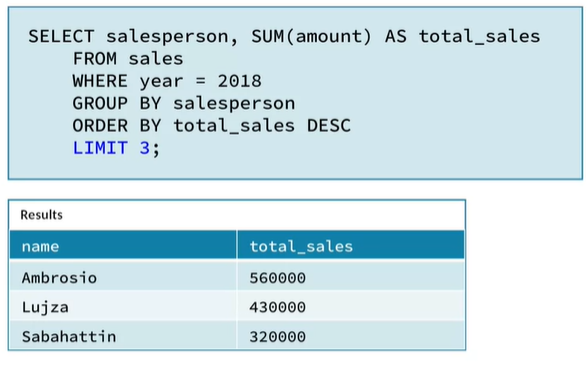 SELECT salesperson, SUM(amount) AS total_sales
FROM sales
WHERE year = 2018
GROUP BY salesperson
ORDER BY total_sales DESC
LIMIT 3;
Results
name total_sales
Ambrosio 560000
Lujza 430000
Sabahattin 320000